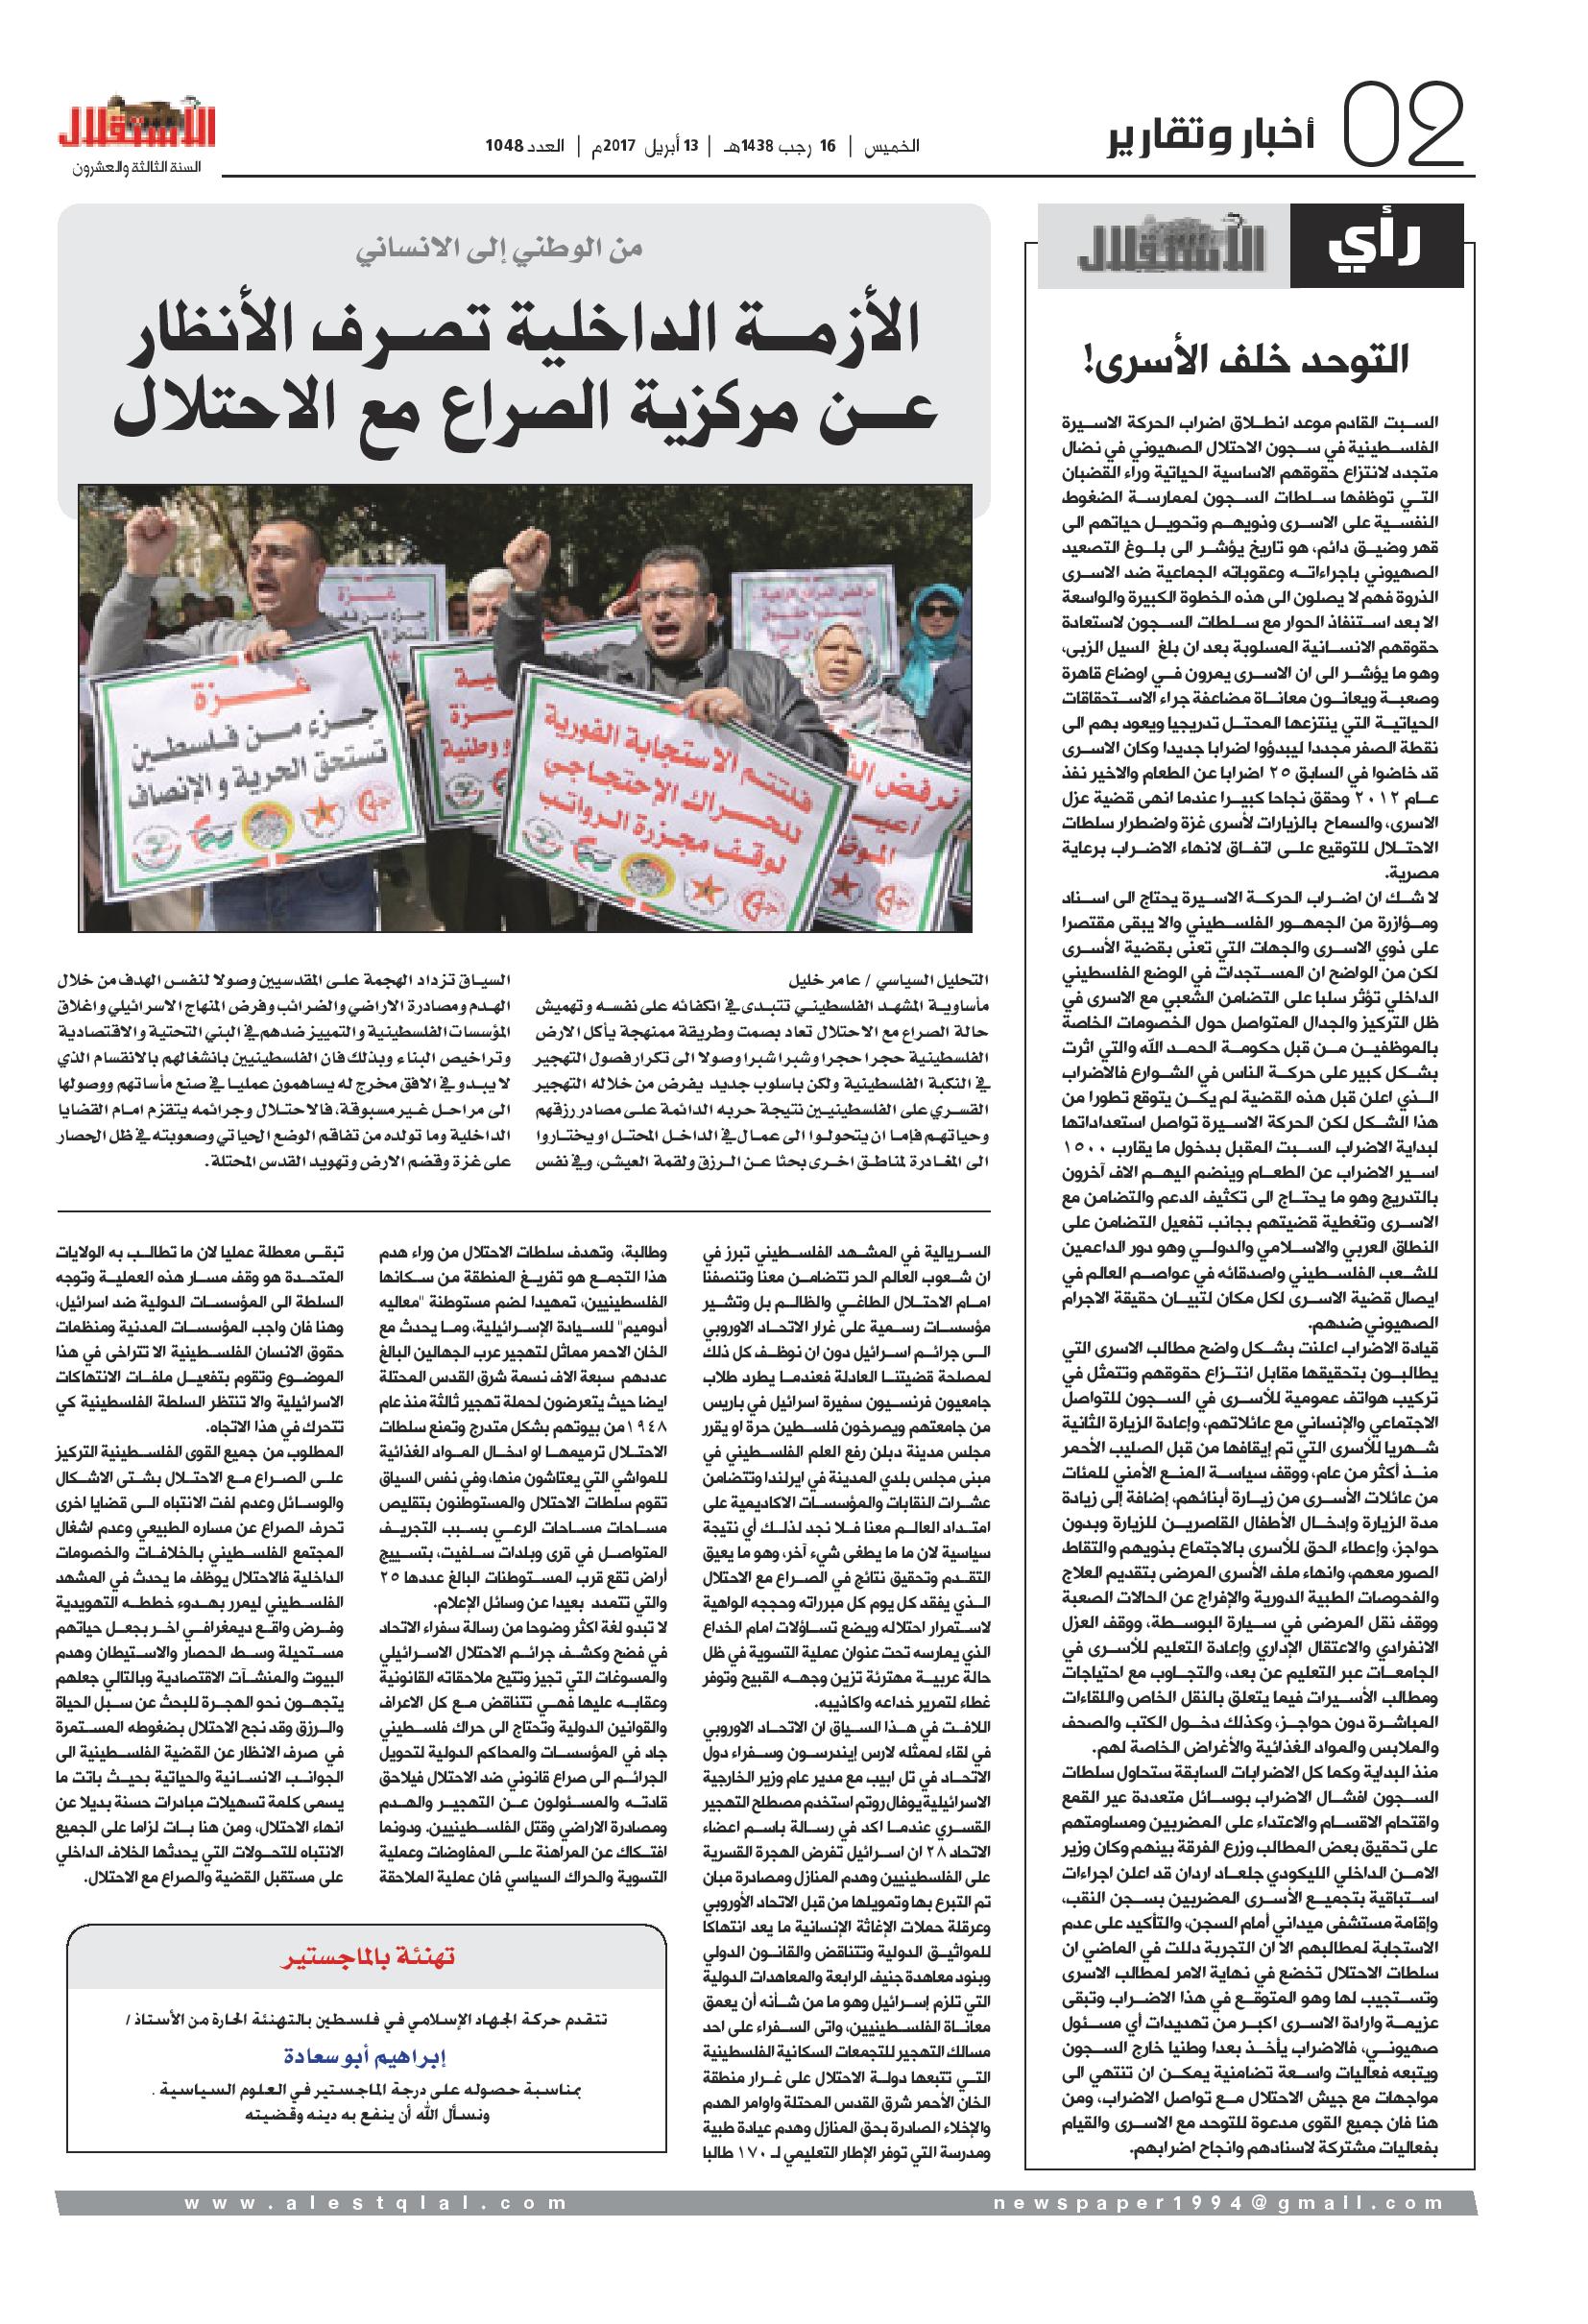 02
أخبار وتقارير
الخميس | 16 رجب 1438هـ | 13 أبريل 2017م | العدد 1048
الاستقلال
السنة الثالثة والعشرون
رأي
الاستقلال
التوحد خلف الأسرى!
السبت القادم موعد انطلاق اضراب الحركة الاسيرة
الفلسطينية في سجون الاحتلال الصهيوني في نضال
متجدد لانتزاع حقوقهم الاساسية الحياتية وراء القضبان
التي توظفها سلطات السجون لممارسة الضغوط
النفسية على الاسرى وذويهم وتحويل حياتهم الى
قهر وضيق دائم، هو تاريخ يؤشر الى بلوغ التصعيد
الصهيوني باجراءاته وعقوباته الجماعية ضد الاسرى
الذروة فهم لا يصلون الى هذه الخطوة الكبيرة والواسعة
الا بعد استنفاذ الحوار مع سلطات السجون لاستعادة
حقوقهم الانسانية المسلوبة بعد ان بلغ السيل الزبى،
وهو ما يؤشر الى ان الاسرى يمرون في اوضاع قاهرة
وصعبة ويعانون معاناة مضاعفة جراء الاستحقاقات
الحياتية التي ينتزعها المحتل تدريجيا ويعود بهم الى
نقطة الصفر مجددا ليبدؤوا اضرابا جديدا وكان الاسرى
قد خاضوا في السابق ٢٥ اضرابا عن الطعام والاخير نفذ
عام ٢٠١٢ وحقق نجاحا كبيرا عندما انهى قضية عزل
الاسرى، والسماح بالزيارات لأسرى غزة واضطرار سلطات
الاحتلال للتوقيع على اتفاق لانهاء الاضراب برعاية
مصرية.
لا شك ان اضراب الحركة الاسيرة يحتاج الى اسناد
ومؤازرة من الجمهور الفلسطيني والا يبقى مقتصرا
على ذوي الاسرى والجهات التي تعنى بقضية الأسرى
لكن من الواضح ان المستجدات في الوضع الفلسطيني
الداخلي تؤثر سلبا على التضامن الشعبي مع الاسرى في
ظل التركيز والجدال المتواصل حول الخصومات الخاصة
بالموظفين من قبل حكومة الحمد الله والتي اثرت
بشكل كبير على حركة الناس في الشوارع فالاضراب
الذي اعلن قبل هذه القضية لم يكن يتوقع تطورا من
هذا الشكل لكن الحركة الاسيرة تواصل استعداداتها
لبداية الاضراب السبت المقبل بدخول ما يقارب ١٥٠٠
اسير الاضراب عن الطعام وينضم اليهم الاف آخرون
بالتدريج وهو ما يحتاج الى تكثيف الدعم والتضامن مع
الاسرى وتغطية قضيتهم بجانب تفعيل التضامن على
النطاق العربي والاسلامي والدولي وهو دور الداعمين
للشعب الفلسطيني واصدقائه في عواصم العالم في
ايصال قضية الاسرى لكل مكان لتبيان حقيقة الاجرام
الصهيوني ضدهم.
قيادة الاضراب اعلنت بشكل واضح مطالب الاسرى التي
يطالبون بتحقيقها مقابل انتزاع حقوقهم وتتمثل في
تركيب هواتف عمومية للأسرى في السجون للتواصل
الاجتماعي والإنساني مع عائلاتهم، وإعادة الزيارة الثانية
شهريا للأسرى التي تم إيقافها من قبل الصليب الأحمر
منذ أكثر من عام، ووقف سياسة المنع الأمني للمئات
من عائلات الأسرى من زيارة أبنائهم، إضافة إلى زيادة
مدة الزيارة وإدخال الأطفال القاصرين للزيارة وبدون
حواجز، وإعطاء الحق للأسرى بالاجتماع بذويهم والتقاط
الصور معهم، وانهاء ملف الأسرى المرضى بتقديم العلاج
والفحوصات الطبية الدورية والإفراج عن الحالات الصعبة
ووقف نقل المرضى في سيارة البوسطة، ووقف العزل
الانفرادي والاعتقال الإداري وإعادة التعليم للأسرى في
الجامعات عبر التعليم عن بعد، والتجاوب مع احتياجات
ومطالب الأسيرات فيما يتعلق بالنقل الخاص واللقاءات
المباشرة دون حواجز، وكذلك دخول الكتب والصحف
والملابس والمواد الغذائية والأغراض الخاصة لهم.
منذ البداية وكما كل الاضرابات السابقة ستحاول سلطات
السجون افشال الاضراب بوسائل متعددة عير القمع
واقتحام الاقسام والاعتداء على المضربين ومساومتهم
على تحقيق بعض المطالب وزرع الفرقة بينهم وكان وزير
الامن الداخلي الليكودي جلعاد اردان قد اعلن اجراءات
استباقية بتجميع الأسرى المضربين بسجن النقب،
وإقامة مستشفى ميداني أمام السجن، والتأكيد على عدم
الاستجابة لمطالبهم الا ان التجربة دللت في الماضي ان
سلطات الاحتلال تخضع في نهاية الامر لمطالب الاسرى
وتستجيب لها وهو المتوقع في هذا الاضراب وتبقى
عزيمة وارادة الاسرى اكبر من تهديدات أي مسئول
صهيوني، فالاضراب يأخذ بعدا وطنيا خارج السجون
ويتبعه فعاليات واسعة تضامنية يمكن ان تنتهي الى
مواجهات مع جيش الاحتلال مع تواصل الاضراب، ومن
هنا فان جميع القوى مدعوة للتوحد مع الاسرى والقيام
بفعاليات مشتركة لاسنادهم وانجاح اضرابهم.
من الوطني إلى الانساني
الأزمة الداخلية تصرف الأنظار
عن مركزية الصراع مع الاحتلال
غزة
جزء من فلسطين
تستحق الحرية و الإنصاف
فلتتم الاستجابة الفورية
للحراك الإحتجاجي
لوقف مجزرة الرواتب
نرفض
غزة
التحليل السياسي / عامر خليل
مأساوية المشهد الفلسطيني تتبدى في انكفائه على نفسه وتهميش
حالة الصراع مع الاحتلال تعاد بصمت وطريقة ممنهجة يأكل الارض
الفلسطينية حجرا حجرا وشبرا شبرا وصولا الى تكرار فصول التهجير
في النكبة الفلسطينية ولكن باسلوب جديد يفرض من خلاله التهجير
القسري على الفلسطينيين نتيجة حربه الدائمة على مصادر رزقهم
وحياتهم فإما ان يتحولوا الى عمال في الداخل المحتل او يختاروا
الى المغادرة لمناطق اخرى بحثا عن الرزق ولقمة العيش، وفي نفس
السياق تزداد الهجمة على المقدسيين وصولا لنفس الهدف من خلال
الهدم ومصادرة الاراضي والضرائب وفرض المنهاج الاسرائيلي واغلاق
المؤسسات الفلسطينية والتمييز ضدهم في البني التحتية والاقتصادية
وتراخيص البناء وبذلك فان الفلسطينيين بانشغالهم بالانقسام الذي
لا يبدو في الافق مخرج له يساهمون عمليا في صنع مأساتهم ووصولها
الى مراحل غير مسبوقة، فالاحتلال وجرائمه يتقزم امام القضايا
الداخلية وما تولده من تفاقم الوضع الحياتي وصعوبته في ظل الحصار
على غزة وقضم الارض وتهويد القدس المحتلة.
السريالية في المشهد الفلسطيني تبرز في
ان شعوب العالم الحر تتضامن معنا وتنصفنا
امام الاحتلال الطاغي والظالم بل وتشير
مؤسسات رسمية على غرار الاتحاد الاوروبي
الى جرائم اسرائيل دون ان نوظف كل ذلك
لمصلحة قضيتنا العادلة فعندما يطرد طلاب
جامعيون فرنسيون سفيرة اسرائيل في باريس
من جامعتهم ويصرخون فلسطين حرة او يقرر
مجلس مدينة دبلن رفع العلم الفلسطيني في
مبنى مجلس بلدي المدينة في ايرلندا وتتضامن
عشرات النقابات والمؤسسات الاكاديمية على
امتداد العالم معنا فلا نجد لذلك أي نتيجة
سياسية لان ما ما يطغى شيء آخر، وهو ما يعيق
التقدم وتحقيق نتائج في الصراع مع الاحتلال
الذي يفقد كل يوم كل مبرراته وحججه الواهية
لاستمرار احتلاله ويضع تساؤلات امام الخداع
الذي يمارسه تحت عنوان عملية التسوية في ظل
حالة عربية مهترئة تزين وجهه القبيح وتوفر
غطاء لتمرير خداعه واكاذيبه.
اللافت في هذا السياق ان الاتحاد الاوروبي
في لقاء لممثله لارس إيندرسون وسفراء دول
الاتحاد في تل ابيب مع مدير عام وزير الخارجية
الاسرائيلية يوفال روتم استخدم مصطلح التهجير
القسري عندما اكد في رسالة باسم اعضاء
الاتحاد ٢٨ ان اسرائيل تفرض الهجرة القسرية
على الفلسطينيين وهدم المنازل ومصادرة مبان
تم التبرع بها وتمويلها من قبل الاتحاد الأوروبي
وعرقلة حملات الإغاثة الإنسانية ما يعد انتهاكا
للمواثيق الدولية وتتناقض والقانون الدولي
وبنود معاهدة جنيف الرابعة والمعاهدات الدولية
التي تلزم إسرائيل وهو ما من شأنه أن يعمق
معاناة الفلسطينيين، واتى السفراء على احد
مسالك التهجير للتجمعات السكانية الفلسطينية
التي تتبعها دولة الاحتلال على غرار منطقة
الخان الأحمر شرق القدس المحتلة واوامر الهدم
والإخلاء الصادرة بحق المنازل وهدم عيادة طبية
ومدرسة التي توفر الإطار التعليمي لـ ١٧٠ طالبا
وطالبة، وتهدف سلطات الاحتلال من وراء هدم
هذا التجمع هو تفريغ المنطقة من سكانها
الفلسطينيين، تمهيدا لضم مستوطنة "معاليه
أدوميم" للسيادة الإسرائيلية، وما يحدث مع
الخان الاحمر مماثل لتهجير عرب الجهالين البالغ
عددهم سبعة الاف نسمة شرق القدس المحتلة
ايضا حيث يتعرضون لحملة تهجير ثالثة منذ عام
١٩٤٨من بيوتهم بشكل متدرج وتمنع سلطات
الاحتلال ترميمها او ادخال المواد الغذائية
للمواشي التي يعتاشون منها، وفي نفس السياق
تقوم سلطات الاحتلال والمستوطنون بتقليص
مساحات مساحات الرعي بسبب التجريف
المتواصل في قرى وبلدات سلفيت، بتسييج
أراض تقع قرب المستوطنات البالغ عددها ٢٥
والتي تتمدد بعيدا عن وسائل الإعلام.
لا تبدو لغة اكثر وضوحا من رسالة سفراء الاتحاد
في فضح وكشف جرائم الاحتلال الاسرائيلي
والمسوغات التي تجيز وتتيح ملاحقاته القانونية
وعقابه عليها فهي تتناقض مع كل الاعراف
والقوانين الدولية وتحتاج الى حراك فلسطيني
جاد في المؤسسات والمحاكم الدولية لتحويل
الجرائم الى صراع قانوني ضد الاحتلال فيلاحق
قادته والمسئولون عن التهجير والهدم
ومصادرة الاراضي وقتل الفلسطينيين. ودونما
افتكاك عن المراهنة على المفاوضات وعملية
التسوية والحراك السياسي فان عملية الملاحقة
تبقى معطلة عمليا لان ما تطالب به الولايات
المتحدة هو وقف مسار هذه العملية وتوجه
السلطة الى المؤسسات الدولية ضد اسرائيل،
وهنا فان واجب المؤسسات المدنية ومنظمات
حقوق الانسان الفلسطينية الا تتراخى في هذا
الموضوع وتقوم بتفعيل ملفات الانتهاكات
الاسرائيلية والا تنتظر السلطة الفلسطينية كي
تتحرك في هذا الاتجاه.
المطلوب من جميع القوى الفلسطينية التركيز
على الصراع مع الاحتلال بشتى الاشكال
والوسائل وعدم لفت الانتباه الى قضايا اخرى
تحرف الصراع عن مساره الطبيعي وعدم اشغال
المجتمع الفلسطيني بالخلافات والخصومات
الداخلية فالاحتلال يوظف ما يحدث في المشهد
الفلسطيني ليمرر بهدوء خططه التهويدية
وفرض واقع ديمغرافي اخر بجعل حياتهم
مستحيلة وسط الحصار والاستيطان وهدم
البيوت والمنشآت الاقتصادية وبالتالي جعلهم
يتجهون نحو الهجرة للبحث عن سبل الحياة
والرزق وقد نجح الاحتلال بضغوطه المستمرة
في صرف الانظار عن القضية الفلسطينية الى
الجوانب الانسانية والحياتية بحيث باتت ما
يسمى كلمة تسهيلات مبادرات حسنة بديلا عن
انهاء الاحتلال، ومن هنا بات لزاما على الجميع
الانتباه للتحولات التي يحدثها الخلاف الداخلي
على مستقبل القضية والصراع مع الاحتلال.
تهنئة بالماجستير
تتقدم حركة الجهاد الإسلامي في فلسطين بالتهنئة الحارة من الأستاذ /
إبراهيم أبو سعادة
بمناسبة حصوله على درجة الماجستير في العلوم السياسية .
ونسأل الله أن ينفع به دينه وقضيته
www.alestqlal.com
newspaper1994@gmail.com